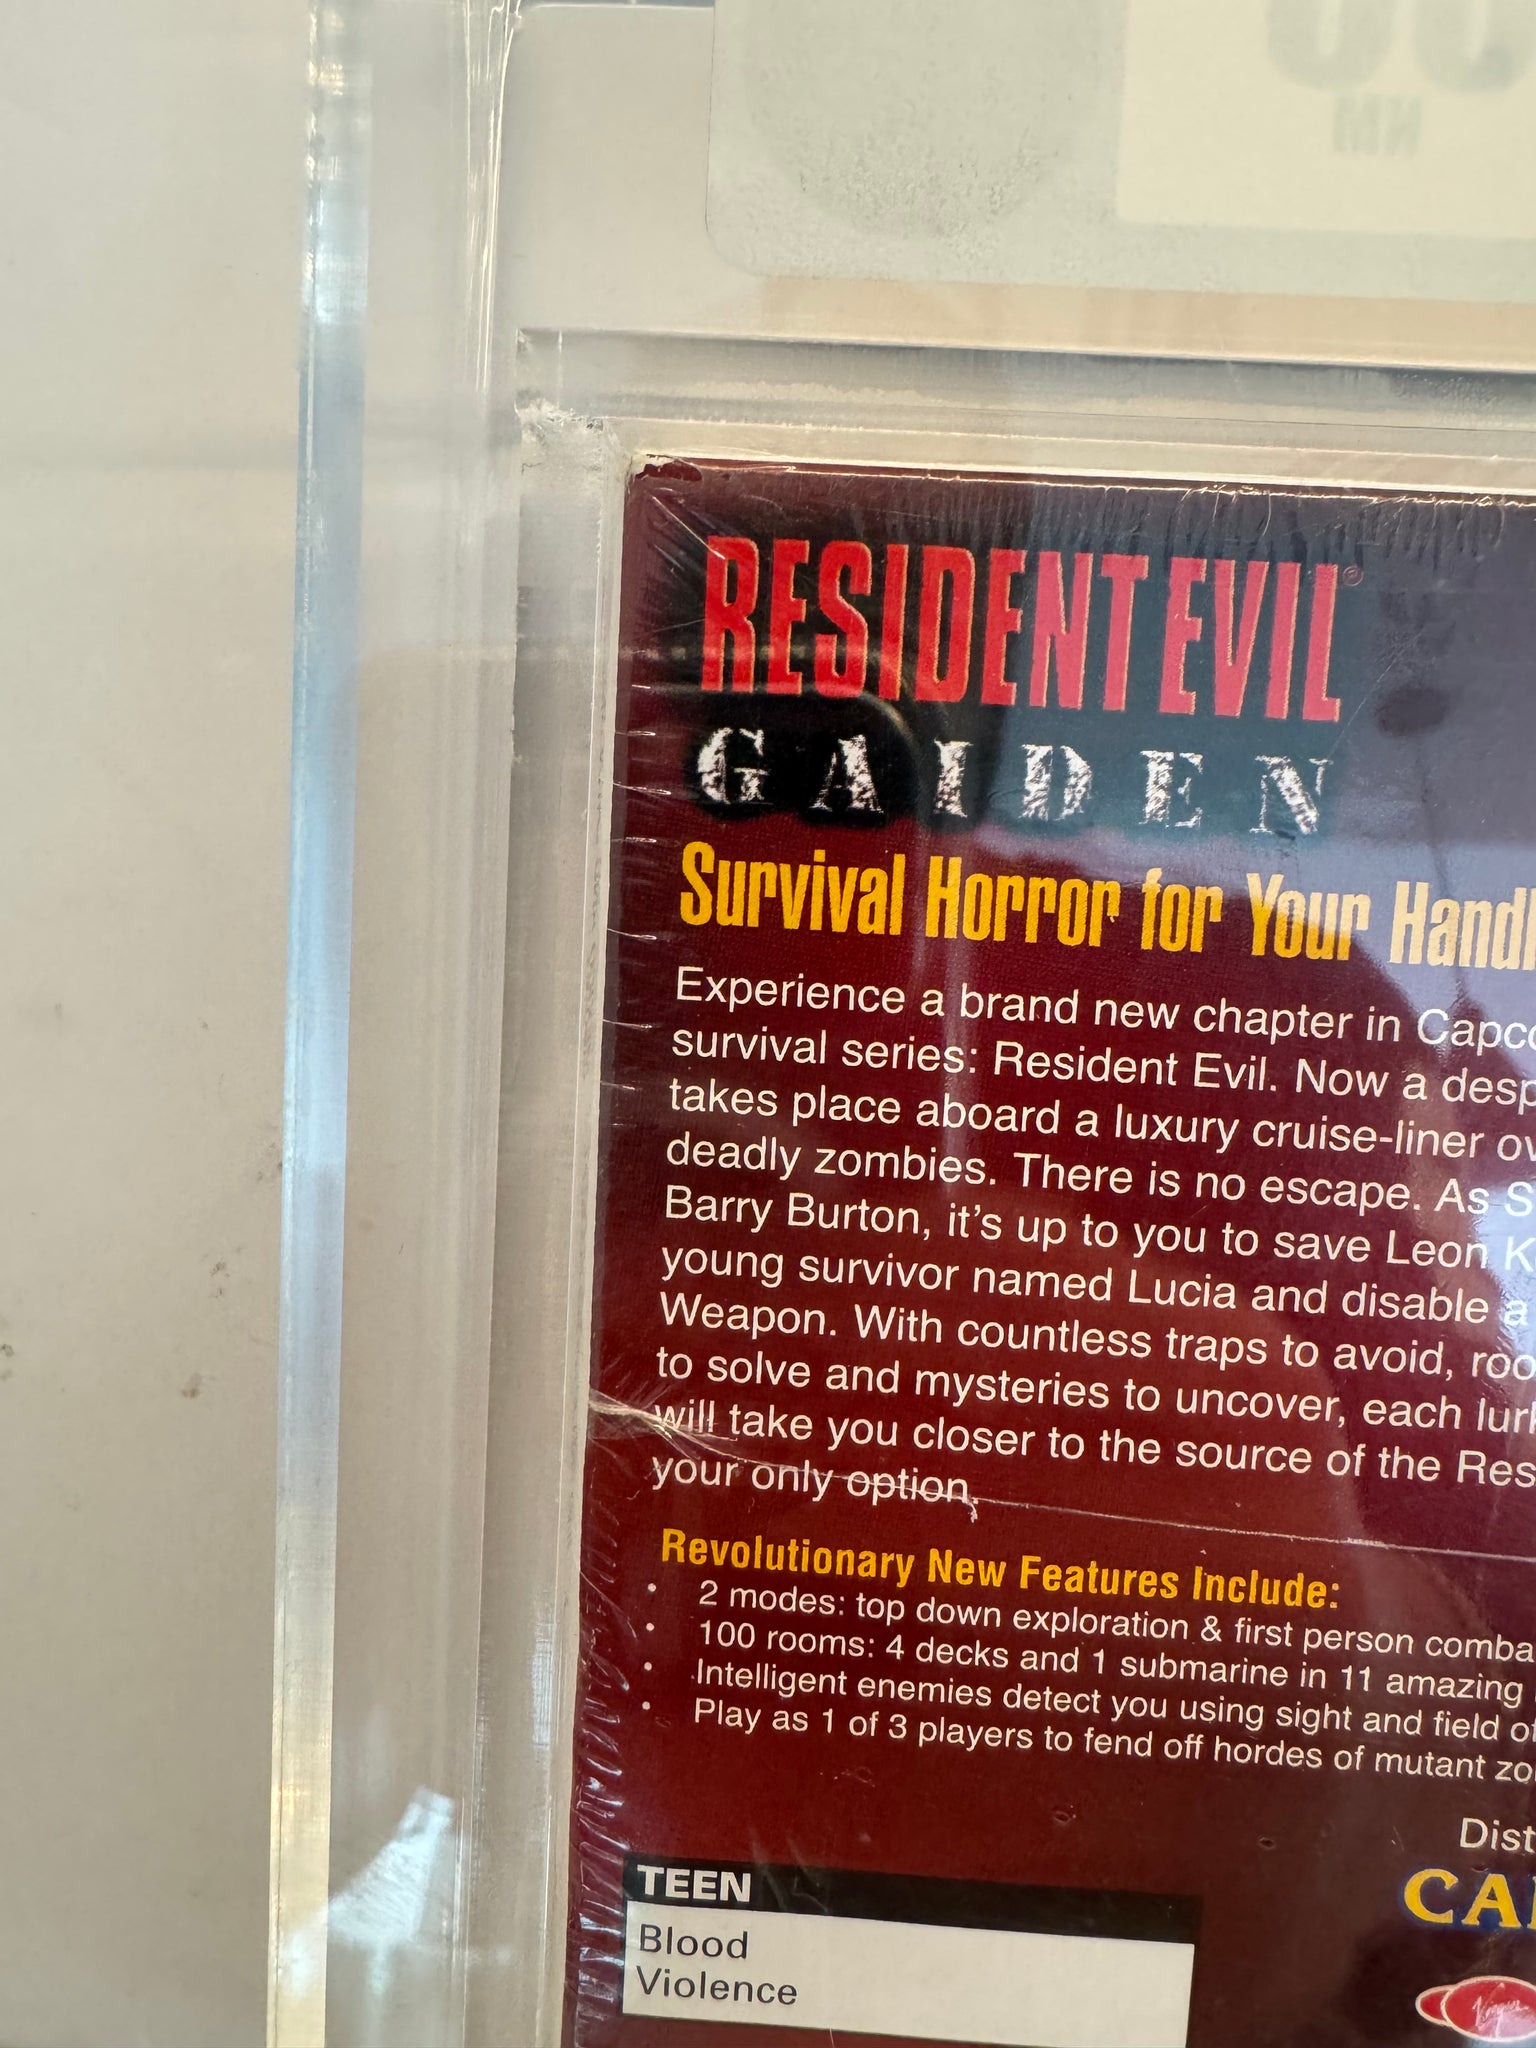 NM
RESIDENT EVIL®
GAIDEN
Survival Horror for Your Handh
Experience a brand new chapter in Capco
survival series: Resident Evil. Now a desp
takes place aboard a luxury cruise-liner ov
deadly zombies. There is no escape. As S
Barry Burton, it's up to you to save Leon K
young survivor named Lucia and disable a
Weapon. With countless traps to avoid, roo
to solve and mysteries to uncover, each lur
will take you closer to the source of the Res
your only option.
Revolutionary New Features Include:
• 2 modes: top down exploration & first person comba
• 100 rooms: 4 decks and 1 submarine in 11 amazing
• Intelligent enemies detect you using sight and field of
• Play as 1 of 3 players to fend off hordes of mutant zo
Dist
CAP
TEEN
Blood
Violence
Virgin